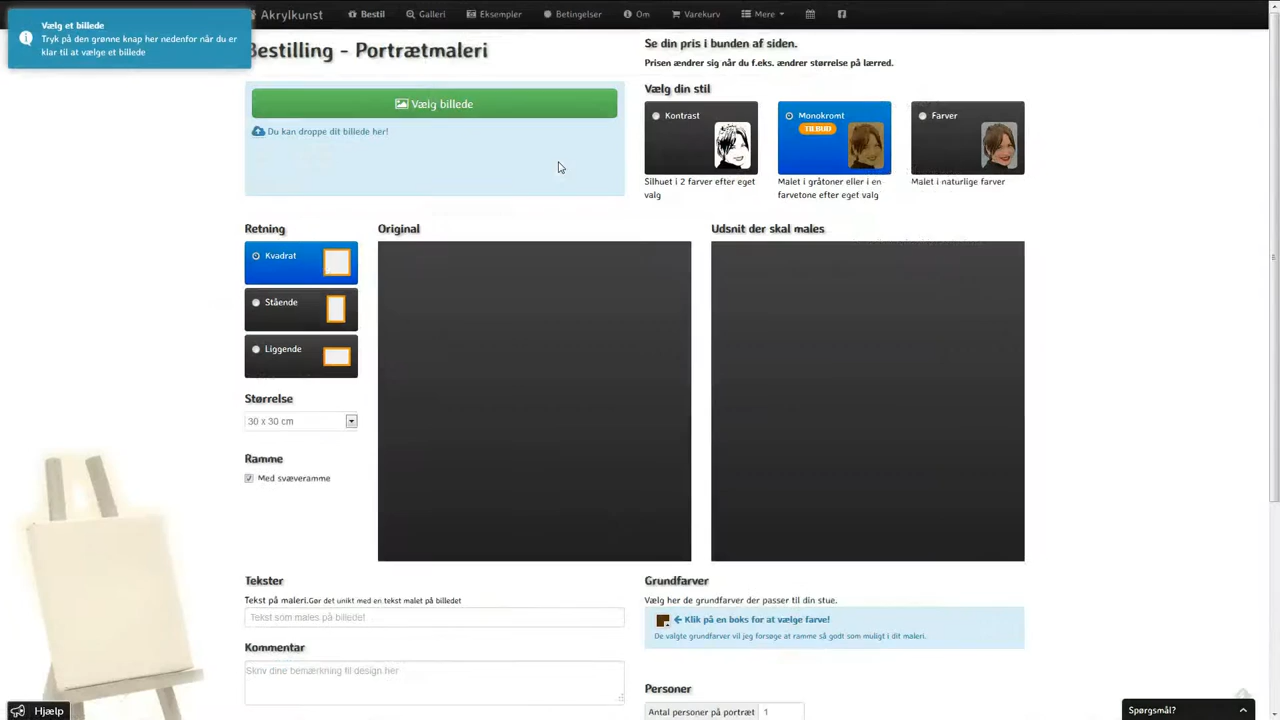 Vælg et billede
Tryk på den grønne knap her nedenfor når du er
klar til at vælge et billede
Akrylkunst
Bestil
Galleri
Eksempler
Betingelser
Om
Varekurv
Mere
Bestilling - Portrætmaleri
Se din pris i bunden af siden.
Prisen ændrer sig når du f.eks. ændrer størrelse på lærred.
Vælg billede
Du kan droppe dit billede her!
Vælg din stil
Kontrast
Monokromt
TILBUD
Farver
Silhuet i 2 farver efter eget
valg
Malet i gråtoner eller i en
farvetone efter eget valg
Malet i naturlige farver
Retning
Original
Udsnit der skal males
Kvadrat
Stående
Liggende
Størrelse
30 x 30 cm
Ramme
Med svæveramme
Tekster
Tekst på maleri.Gør det unikt med en tekst malet på billedet
Tekst som males på billede!
Kommentar
Skriv dine bemærkning til design her
Grundfarver
Vælg her de grundfarver der passer til din stue.
Klik på en boks for at vælge farve!
De valgte grundfarver vil jeg forsøge at ramme så godt som muligt i dit maleri.
Personer
Antal personer på portræt
1
Hjælp
Spørgsmål?